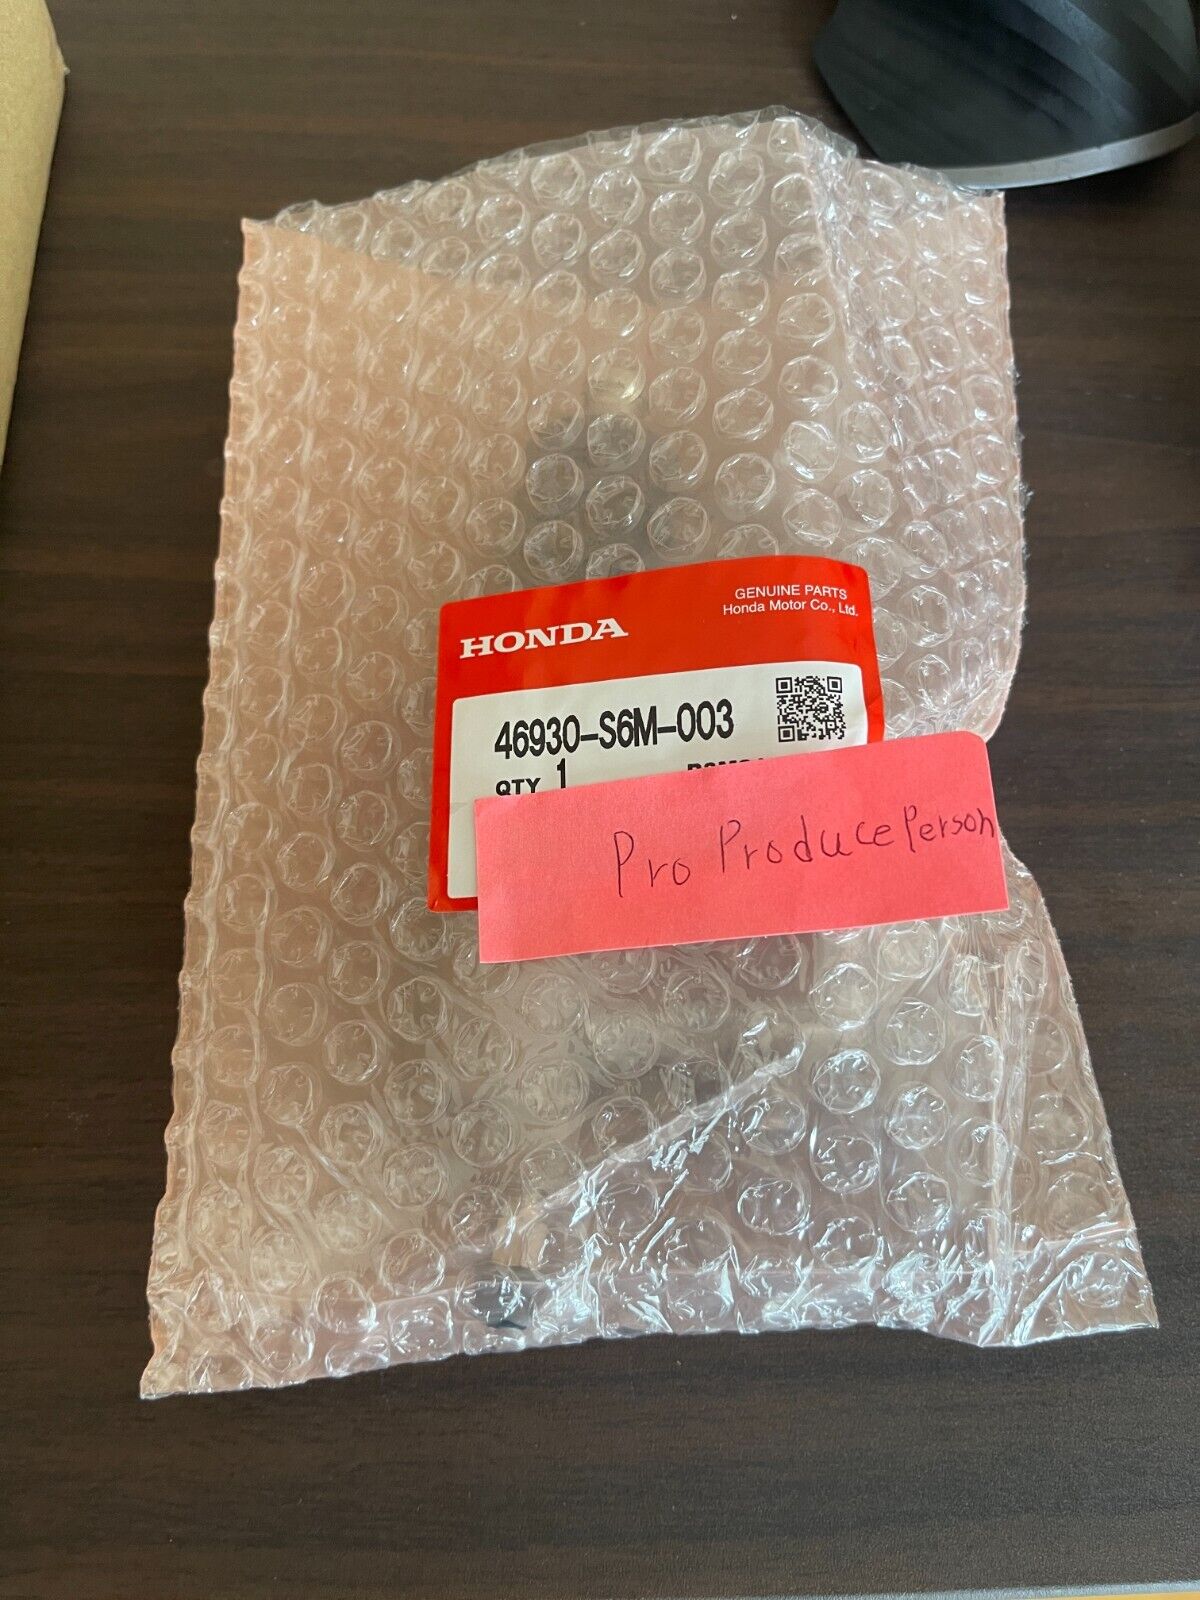 HONDA
GENUINE PARTS
Honda Motor Co., Ltd.
46930-S6M-003
QTY 1
Pro Produce Person